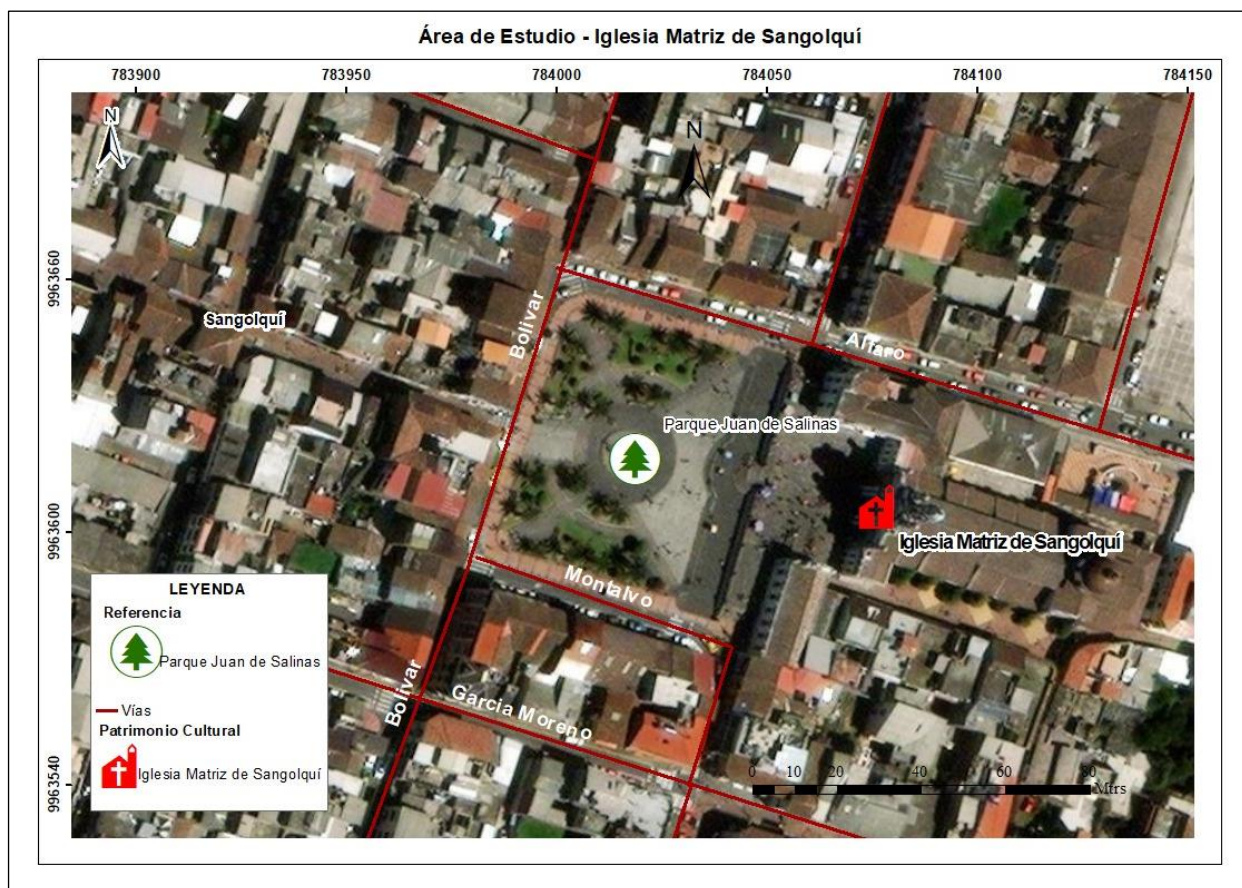 Área de Estudio - Iglesia Matriz de Sangolquí
783900 783950 784000 784050 784100 784150
N
N
9963660
Sangolquí
Bolivar
Alfaro
Parque Juan de Salinas
9963600
Iglesia Matriz de Sangolquí
Montalvo
LEYENDA
Referencia
Parque Juan de Salinas
Vías
Patrimonio Cultural
Iglesia Matriz de Sangolquí
Bolivar
Garcia Moreno
9963540
0 10 20 40 60 80
Mtrs